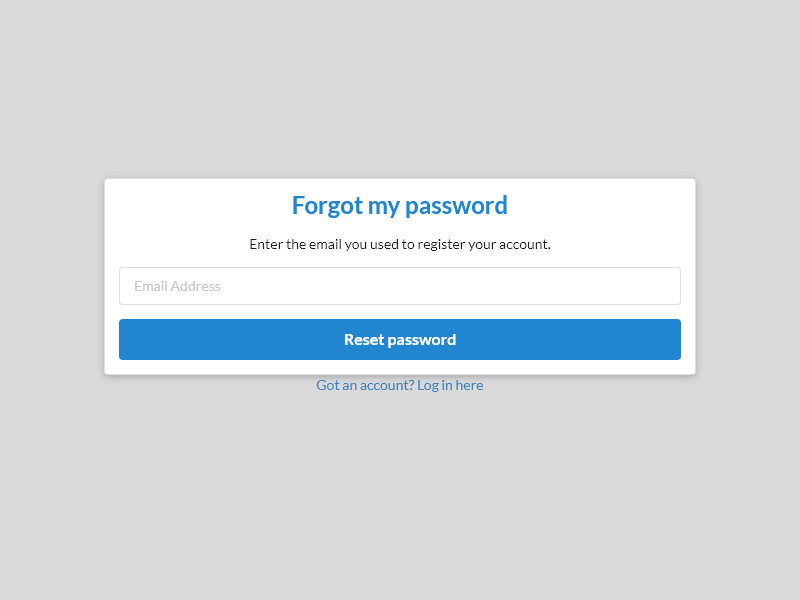 Forgot my password
Enter the email you used to register your account.
Email Address
Reset password
Got an account? Log in here